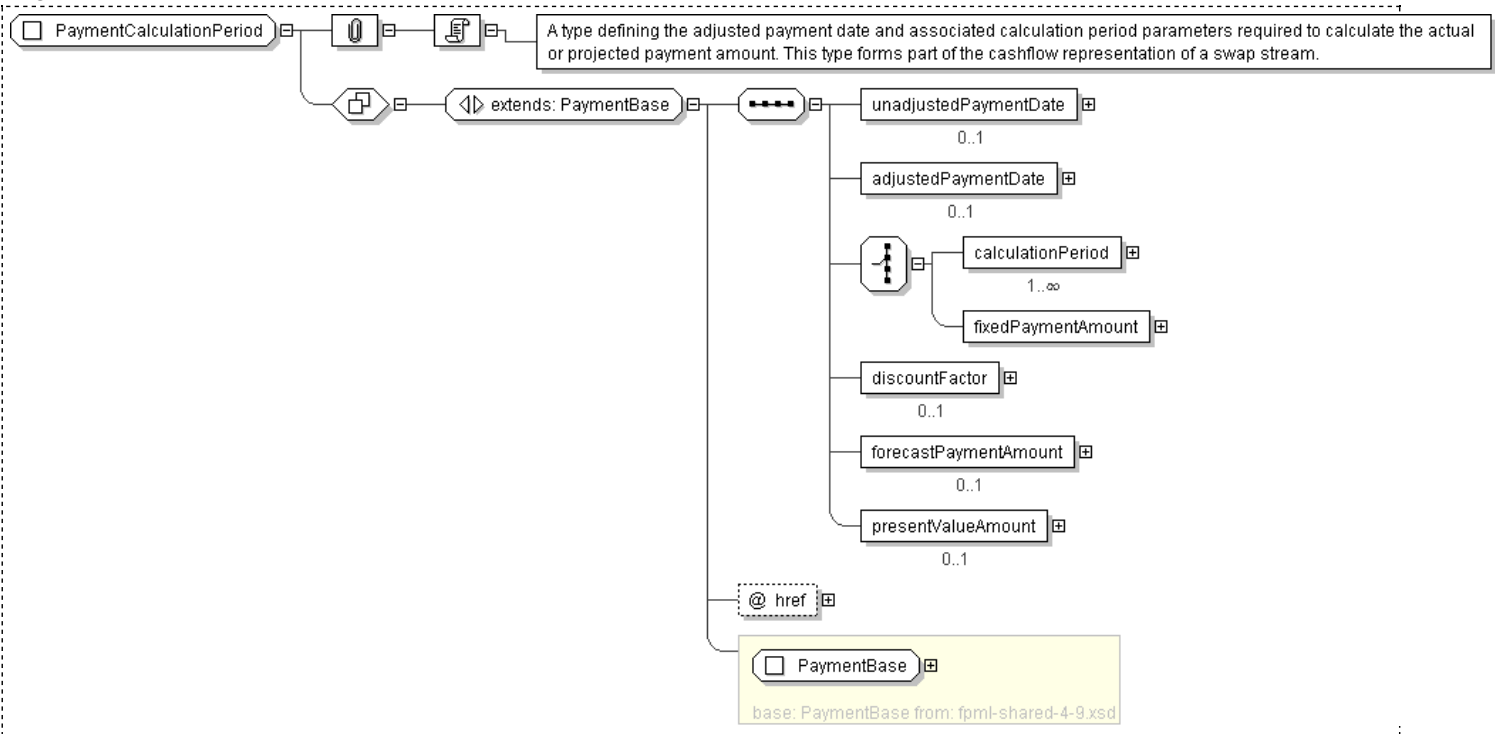 PaymentCalculationPeriod
A type defining the adjusted payment date and associated calculation period parameters required to calculate the actual
or projected payment amount. This type forms part of the cashflow representation of a swap stream.
extends: PaymentBase
unadjustedPaymentDate
0..1
adjustedPaymentDate
0..1
calculationPeriod
1..∞
fixedPaymentAmount
discountFactor
0..1
forecastPaymentAmount
0..1
presentValueAmount
0..1
@ href
PaymentBase
base: PaymentBase from: fpml-shared-4-9.xsd